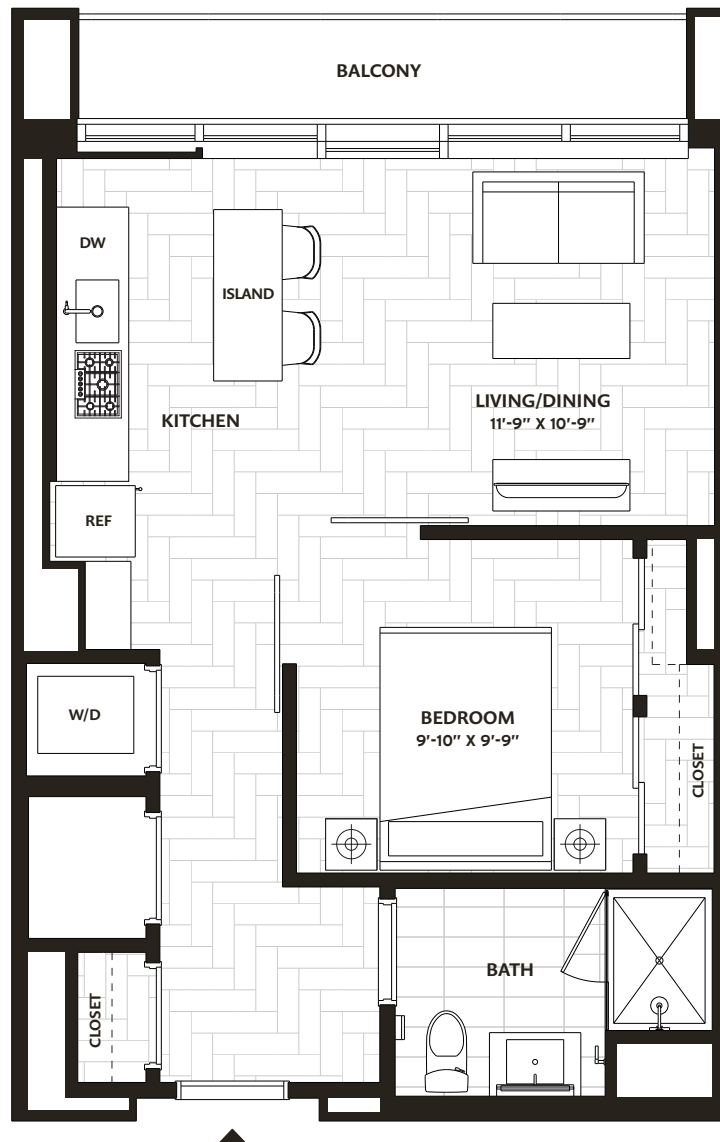 BALCONY
DW
ISLAND
LIVING/DINING
11'-9" X 10'-9"
KITCHEN
REF
W/D
BEDROOM
9'-10" X 9'-9"
CLOSET
BATH
CLOSET